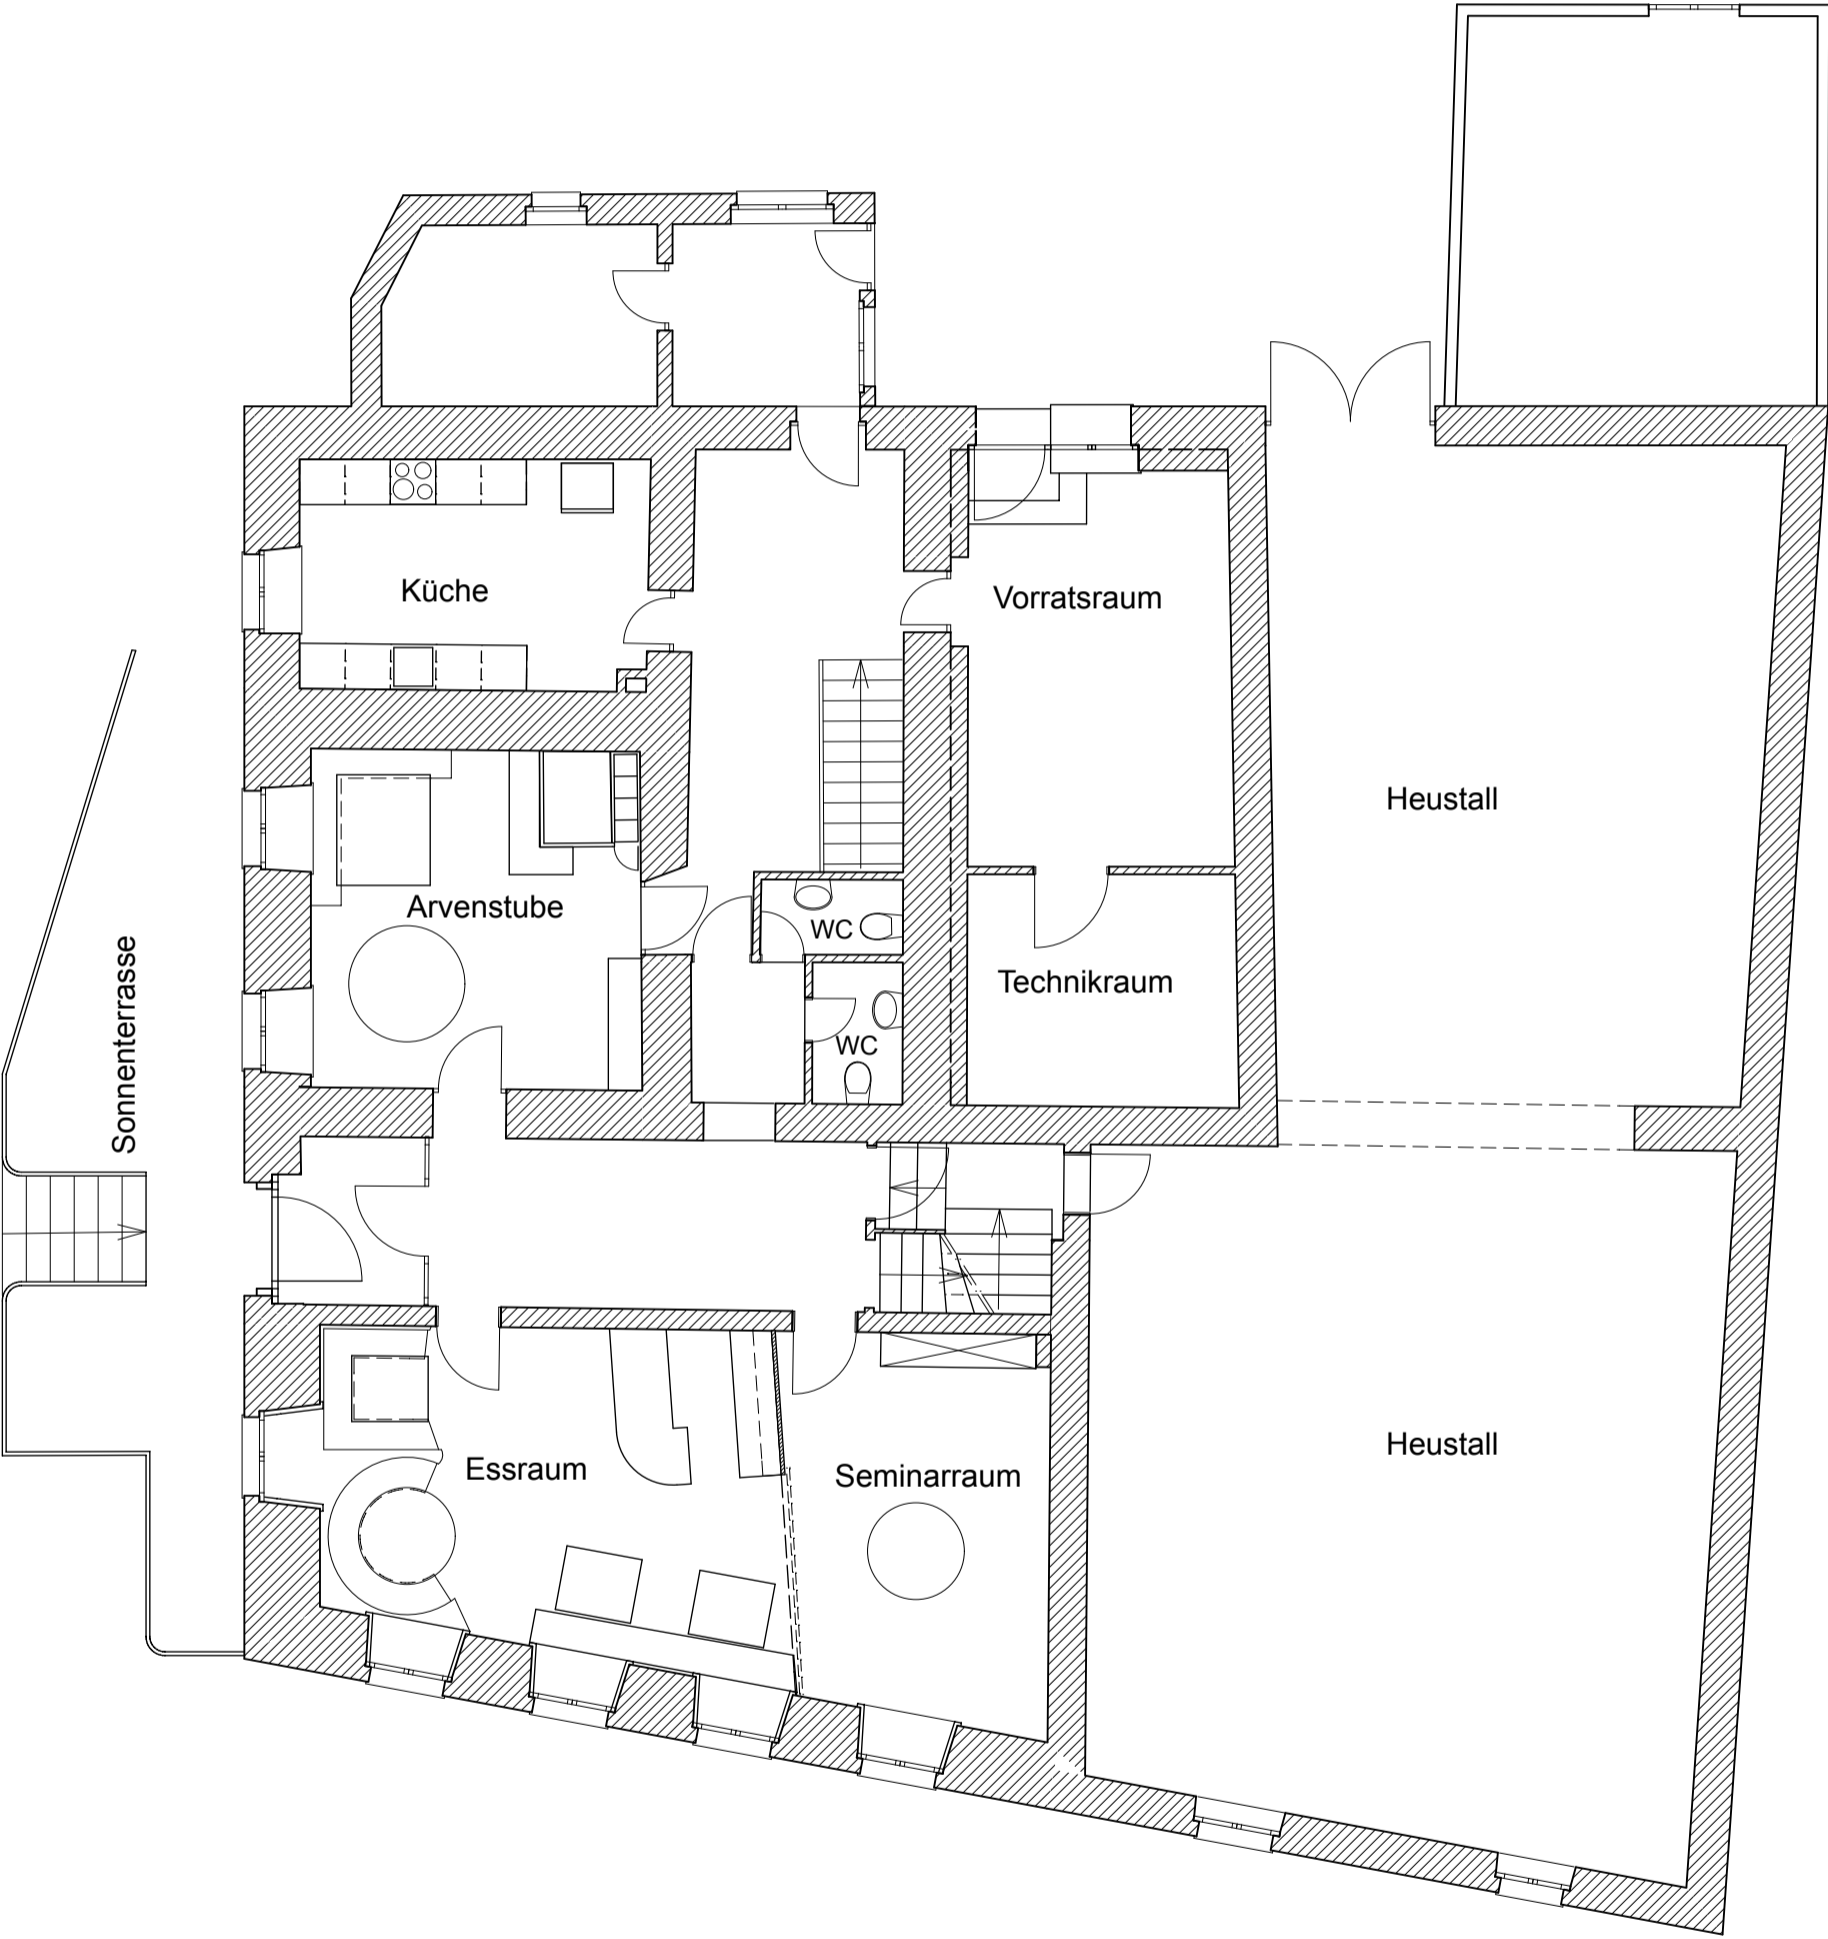 Küche
Vorratsraum
Heustall
Arvenstube
WC
Sonnenterrasse
Technikraum
WC
Heustall
Essraum
Seminarraum